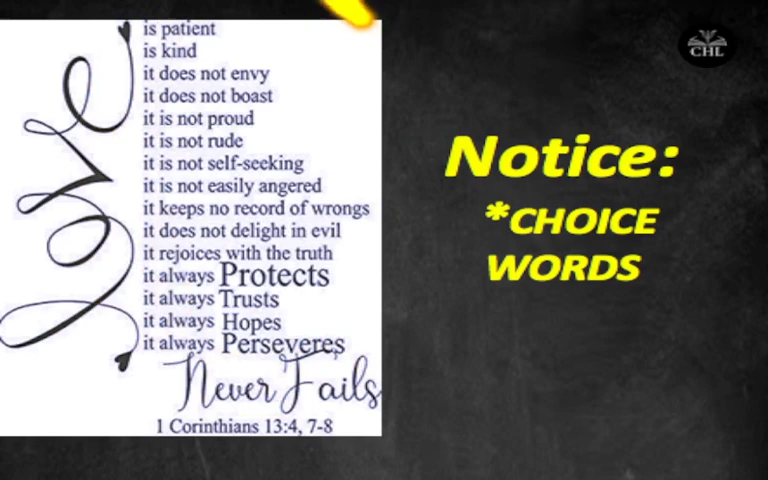 love
is patient
is kind
it does not envy
it does not boast
it is not proud
it is not rude
it is not self-seeking
it is not easily angered
it keeps no record of wrongs
it does not delight in evil
it rejoices with the truth
it always Protects
it always Trusts
it always Hopes
it always Perseveres
Never Fails
1 Corinthians 13:4, 7-8
CHL
Notice:
*CHOICE
WORDS